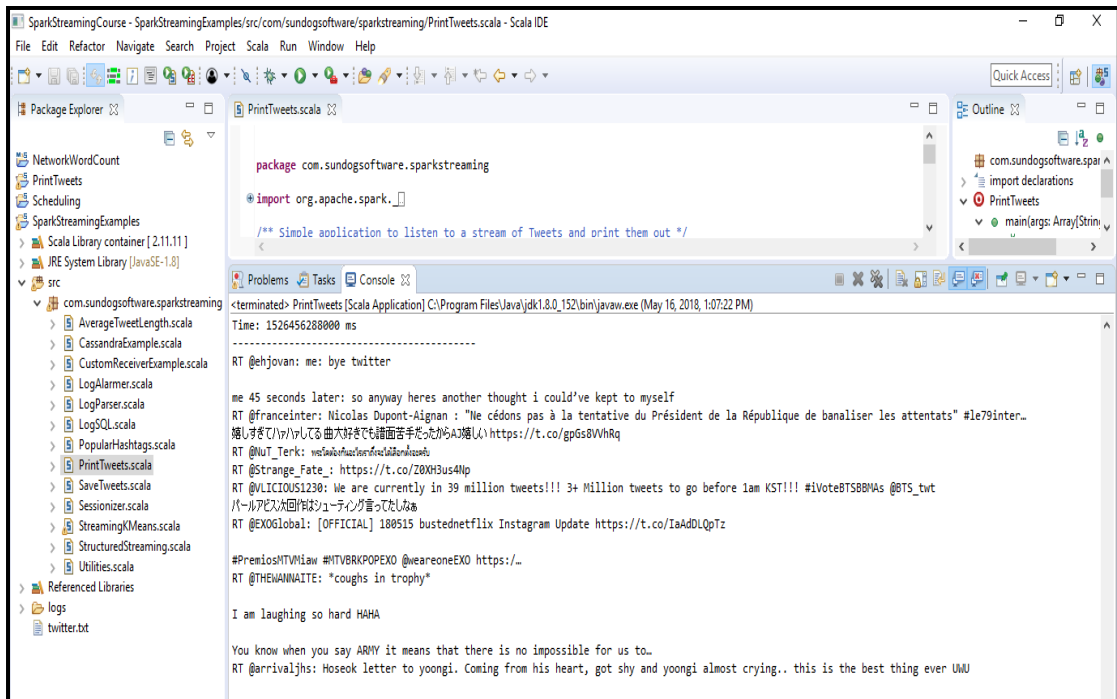 SparkStreamingCourse - SparkStreamingExamples/src/com/sundogsoftware/sparkstreaming/PrintTweets.scala - Scala IDE
File Edit Refactor Navigate Search Project Scala Run Window Help
Quick Access
Package Explorer
NetworkWordCount
PrintTweets
Scheduling
SparkStreamingExamples
Scala Library container [ 2.11.11 ]
JRE System Library [JavaSE-1.8]
src
com.sundogsoftware.sparkstreaming
AverageTweetLength.scala
CassandraExample.scala
CustomReceiverExample.scala
LogAlarmer.scala
LogParser.scala
LogSQL.scala
PopularHashtags.scala
PrintTweets.scala
SaveTweets.scala
Sessionizer.scala
StreamingKMeans.scala
StructuredStreaming.scala
Utilities.scala
Referenced Libraries
logs
twitter.txt
PrintTweets.scala
package com.sundogsoftware.sparkstreaming
import org.apache.spark._
/** Simple application to listen to a stream of Tweets and print them out */
Outline
com.sundogsoftware.spar
import declarations
PrintTweets
main(args: Array[String
Problems Tasks Console
<terminated> PrintTweets [Scala Application] C:\Program Files\Java\jdk1.8.0_152\bin\javaw.exe (May 16, 2018, 1:07:22 PM)
Time: 1526456288000 ms
-------------------------------------------
RT @ehjovan: me: bye twitter
me 45 seconds later: so anyway heres another thought i could’ve kept to myself
RT @franceinter: Nicolas Dupont-Aignan : "Ne cédons pas à la tentative du Président de la République de banaliser les attentats" #le79inter…
嬉しすぎてハァハァしてる 曲大好きでも譜面苦手だったからAJ嬉しい https://t.co/gpGs8VVhRq
RT @NuT_Terk:
RT @Strange_Fate_: https://t.co/Z0XH3us4Np
RT @VLICIOUS1230: We are currently in 39 million tweets!!! 3+ Million tweets to go before 1am KST!!! #iVoteBTSBBMAs @BTS_twt
パールアビス次回作はシューティング言ってたしなぁ
RT @EXOGlobal: [OFFICIAL] 180515 bustednetflix Instagram Update https://t.co/IaAdDLQpTz
#PremiosMTVMiaw #MTVBRKPOPEXO @weareoneEXO https:/…
RT @THEWANNAITE: *coughs in trophy*
I am laughing so hard HAHA
You know when you say ARMY it means that there is no impossible for us to…
RT @arrivaljhs: Hoseok letter to yoongi. Coming from his heart, got shy and yoongi almost crying.. this is the best thing ever UWU